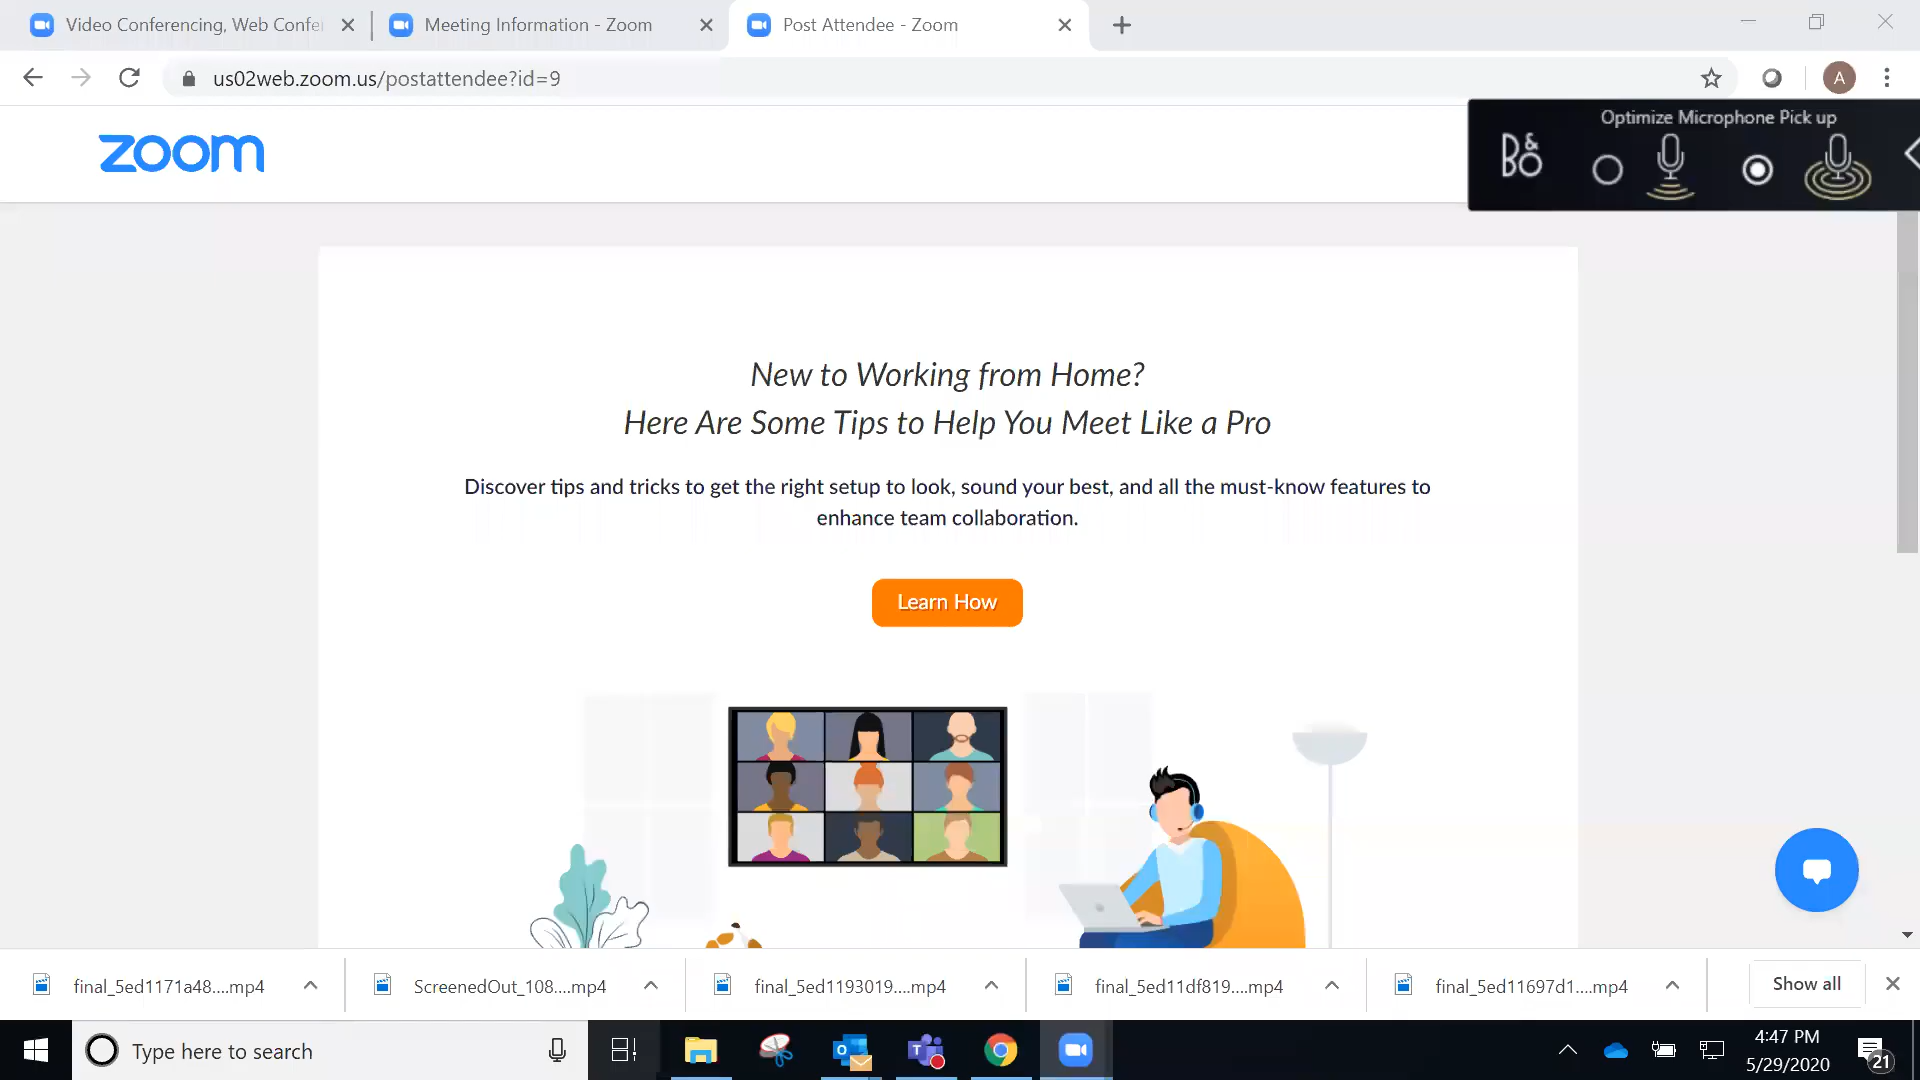 Video Conferencing, Web Confe
Meeting Information - Zoom
Post Attendee - Zoom
us02web.zoom.us/postattendee?id=9
A
Optimize Microphone Pick up
B&O
zoom
New to Working from Home?
Here Are Some Tips to Help You Meet Like a Pro
Discover tips and tricks to get the right setup to look, sound your best, and all the must-know features to
enhance team collaboration.
Learn How
final_5ed1171a48....mp4
ScreenedOut_108....mp4
final_5ed1193019....mp4
final_5ed11df819....mp4
final_5ed11697d1....mp4
Show all
Type here to search
4:47 PM
5/29/2020
21